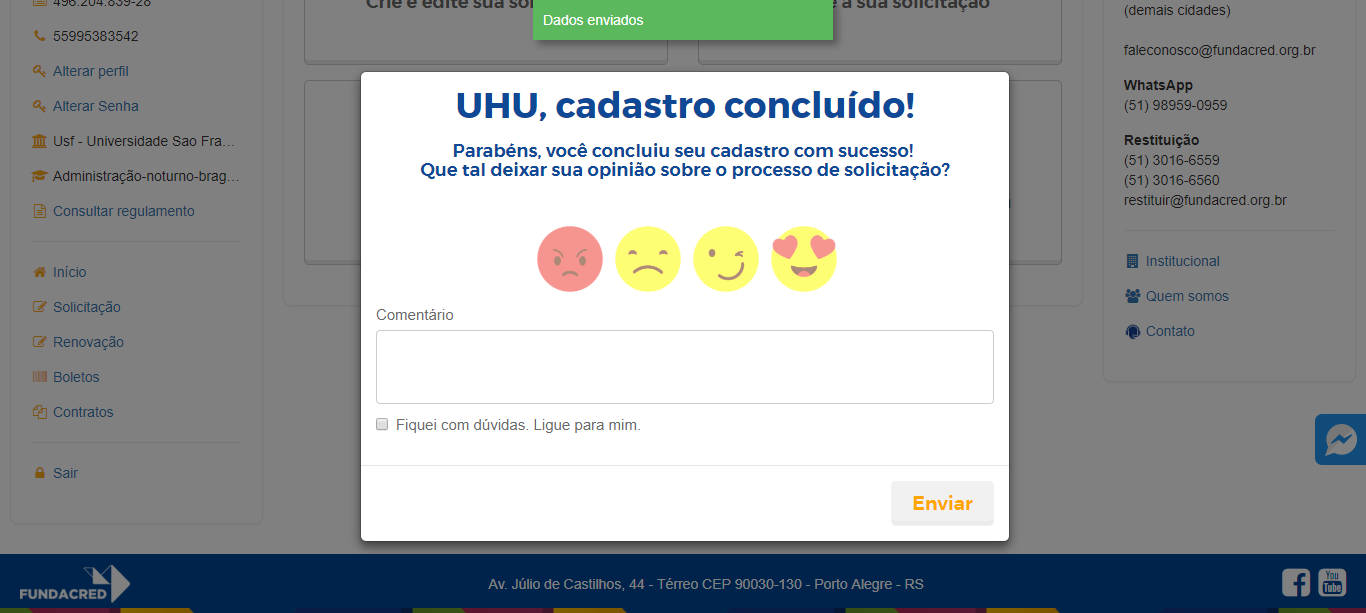 496.204.839-28
55995383542
Alterar perfil
Alterar Senha
Usf - Universidade Sao Fra...
Administração-noturno-brag...
Consultar regulamento
Início
Solicitação
Renovação
Boletos
Contratos
Sair
Crie e edite sua
a sua solicitação
Dados enviados
UHU, cadastro concluído!
Parabéns, você concluiu seu cadastro com sucesso!
Que tal deixar sua opinião sobre o processo de solicitação?
Comentário
Fiquei com dúvidas. Ligue para mim.
Enviar
(demais cidades)
faleconosco@fundacred.org.br
WhatsApp
(51) 98959-0959
Restituição
(51) 3016-6559
(51) 3016-6560
restituir@fundacred.org.br
Institucional
Quem somos
Contato
FUNDACRED
Av. Júlio de Castilhos, 44 - Térreo CEP 90030-130 - Porto Alegre - RS
You
Tube